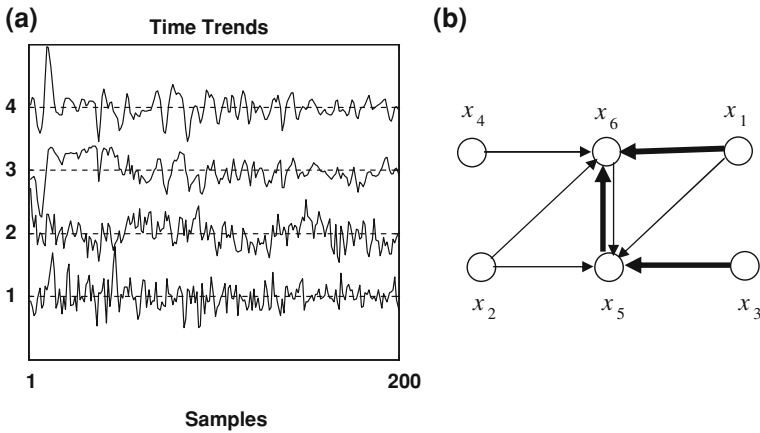 (a)
Time Trends
4
3
2
1
1 200
Samples
(b)
x4 x6 x1
x2 x5 x3